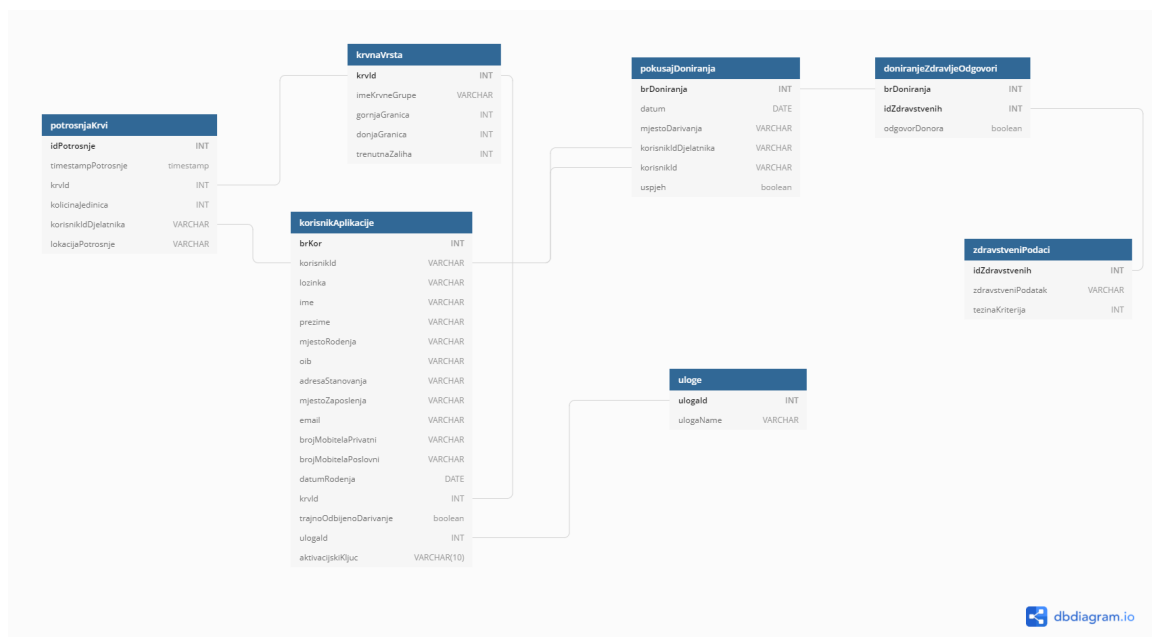 krvnaVrsta
krvId INT
imeKrvneGrupe VARCHAR
gornjaGranica INT
donjaGranica INT
trenutnaZaliha INT
pokusajDoniranja
brDoniranja INT
datum DATE
mjestoDarivanja VARCHAR
korisnikIdDjelatnika VARCHAR
korisnikId VARCHAR
uspjeh boolean
doniranjeZdravljeOdgovori
brDoniranja INT
idZdravstvenih INT
odgovorDonora boolean
potrosnjaKrvi
idPotrosnje INT
timestampPotrosnje timestamp
krvId INT
kolicinaJedinica INT
korisnikIdDjelatnika VARCHAR
lokacijaPotrosnje VARCHAR
korisnikAplikacije
brKor INT
korisnikId VARCHAR
lozinka VARCHAR
ime VARCHAR
prezime VARCHAR
mjestoRodenja VARCHAR
oib VARCHAR
adresaStanovanja VARCHAR
mjestoZaposlenja VARCHAR
email VARCHAR
brojMobitelaPrivatni VARCHAR
brojMobitelaPoslovni VARCHAR
datumRodenja DATE
krvId INT
trajnoOdbijenoDarivanje boolean
ulogaId INT
aktivacijskiKljuc VARCHAR(10)
zdravstveniPodaci
idZdravstvenih INT
zdravstveniPodatak VARCHAR
tezinaKriterija INT
uloge
ulogaId INT
ulogaName VARCHAR
dbdiagram.io